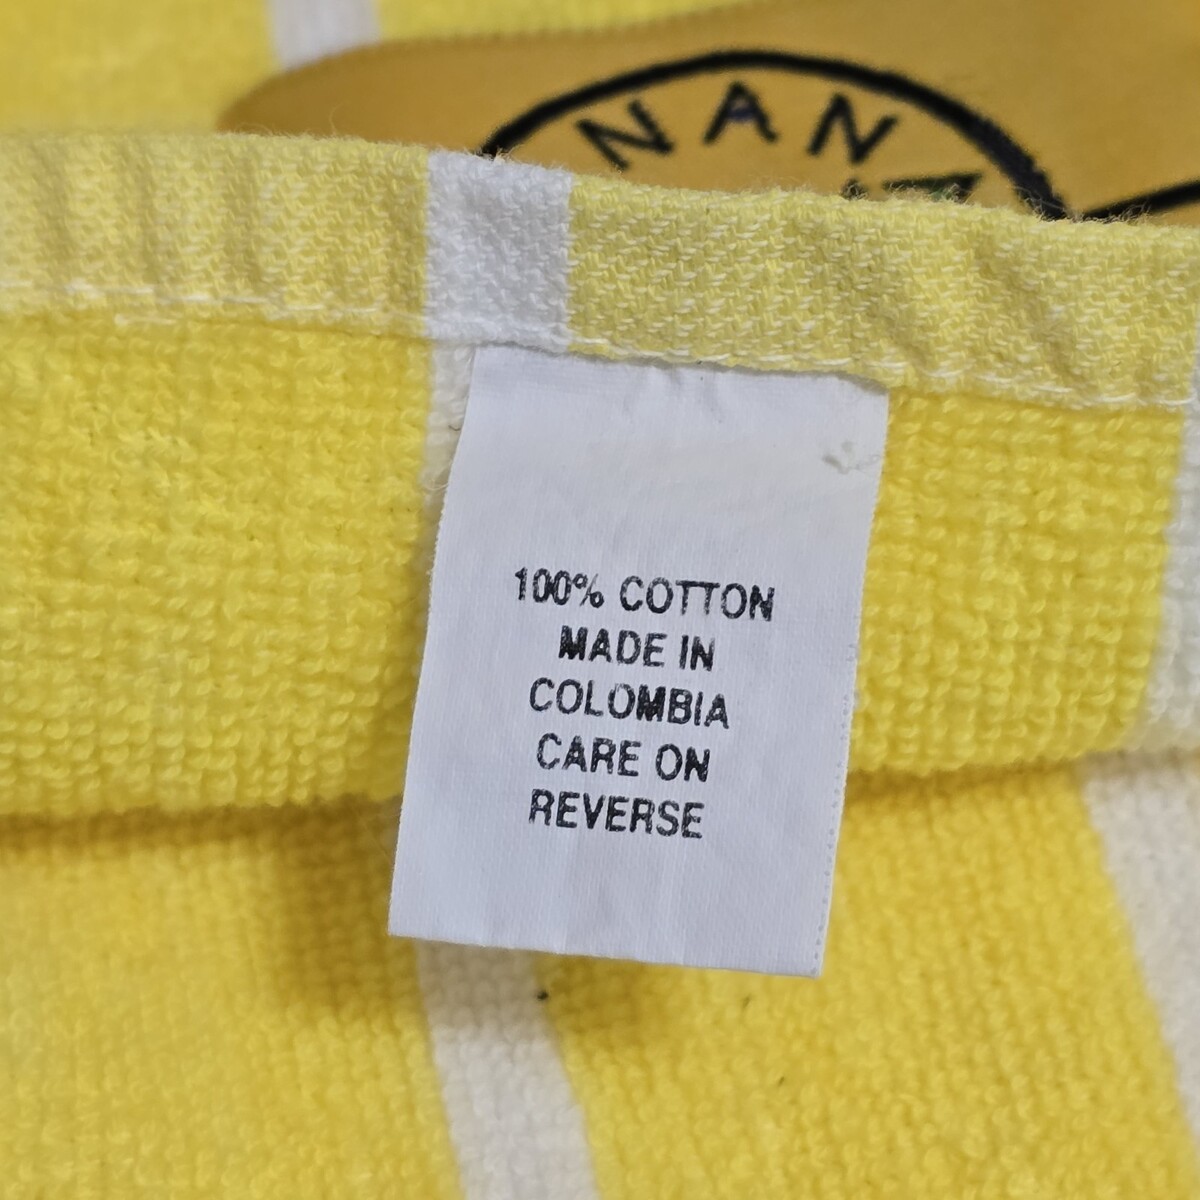 NAN
100% COTTON
MADE IN
COLOMBIA
CARE ON
REVERSE